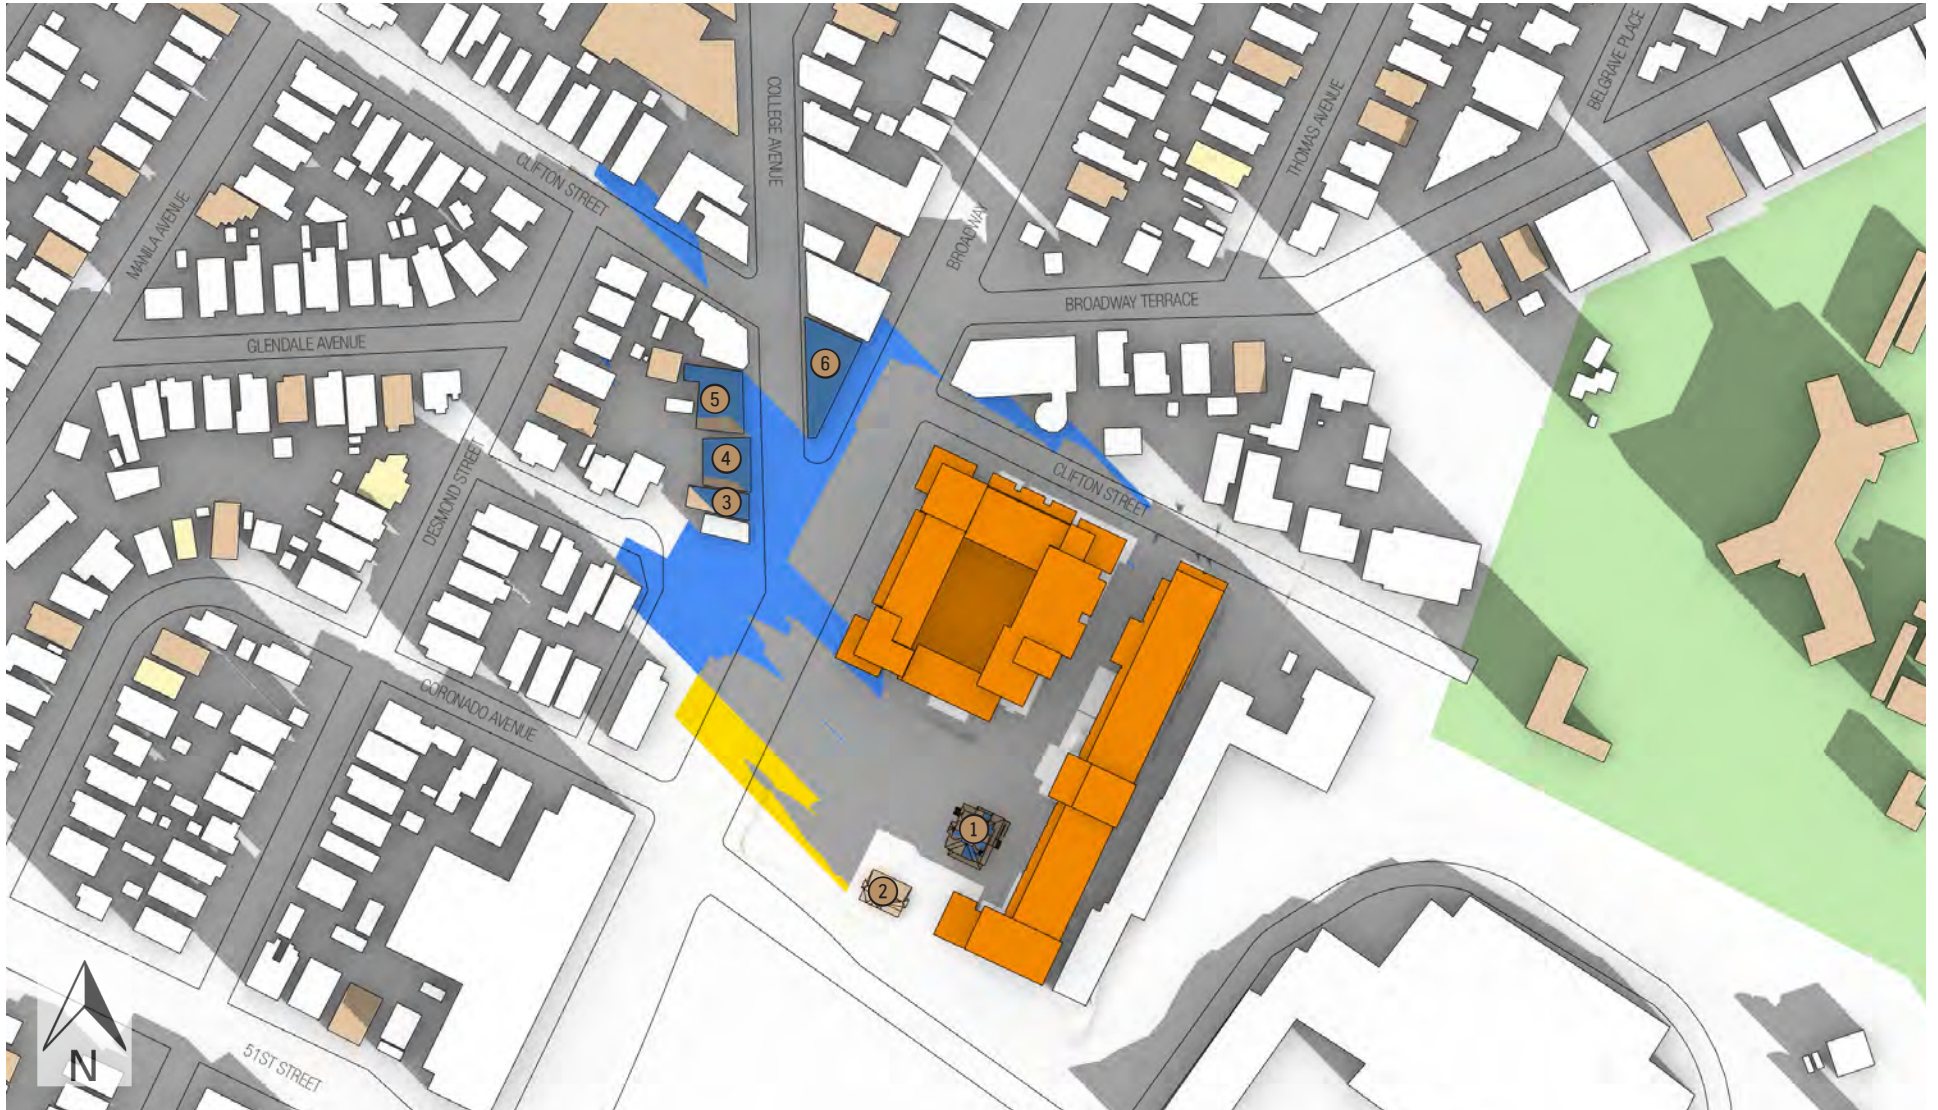 COLLEGE AVENUE
BELGRAVE PLACE
THOMAS AVENUE
CLIFTON STREET
MANILA AVENUE
BROADWAY
BROADWAY TERRACE
GLENDALE AVENUE
6
5
4
3
DESMOND STREET
CLIFTON STREET
CORONADO AVENUE
1
2
51ST STREET
N